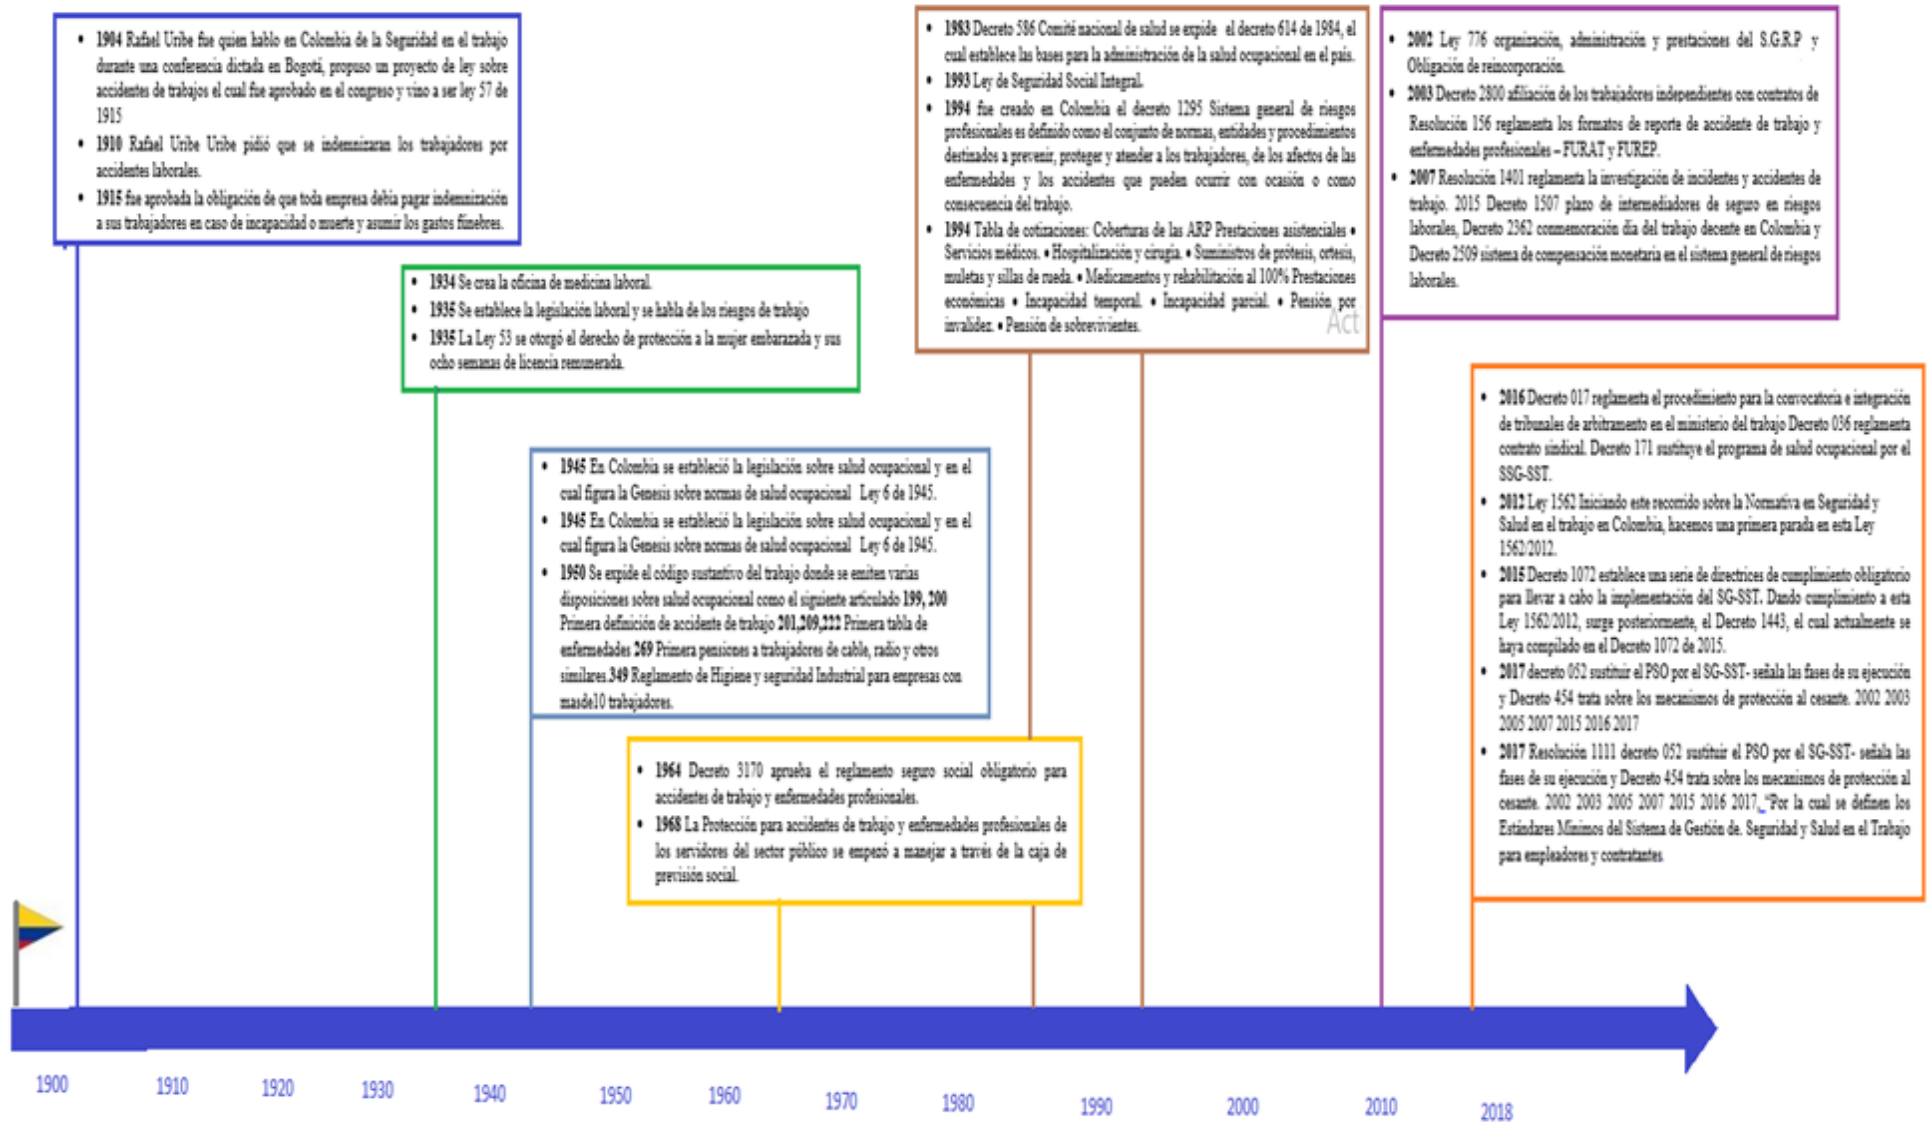 • 1904 Rafael Uribe fue quien hablo en Colombia de la Seguridad en el trabajo
durante una conferencia dictada en Bogotá, propuso un proyecto de ley sobre
accidentes de trabajos el cual fue aprobado en el congreso y vino a ser ley 57 de
1915
• 1910 Rafael Uribe Uribe pidió que se indemnizaran los trabajadores por
accidentes laborales.
• 1915 fue aprobada la obligación de que toda empresa debía pagar indemnización
a sus trabajadores en caso de incapacidad o muerte y asumir los gastos fúnebres.
• 1934 Se crea la oficina de medicina laboral.
• 1935 Se establece la legislación laboral y se habla de los riesgos de trabajo
• 1935 La Ley 53 se otorgó el derecho de protección a la mujer embarazada y sus
ocho semanas de licencia remunerada.
• 1945 En Colombia se estableció la legislación sobre salud ocupacional y en el
cual figura la Genesis sobre normas de salud ocupacional Ley 6 de 1945.
• 1945 En Colombia se estableció la legislación sobre salud ocupacional y en el
cual figura la Genesis sobre normas de salud ocupacional Ley 6 de 1945.
• 1950 Se expide el código sustantivo del trabajo donde se emiten varias
disposiciones sobre salud ocupacional como el siguiente articulado 199, 200
Primera definición de accidente de trabajo 201,209,222 Primera tabla de
enfermedades 269 Primera pensiones a trabajadores de cable, radio y otros
similares.349 Reglamento de Higiene y seguridad Industrial para empresas con
masde10 trabajadores.
• 1964 Decreto 3170 aprueba el reglamento seguro social obligatorio para
accidentes de trabajo y enfermedades profesionales.
• 1968 La Protección para accidentes de trabajo y enfermedades profesionales de
los servidores del sector público se empezó a manejar a través de la caja de
previsión social.
• 1983 Decreto 586 Comité nacional de salud se expide el decreto 614 de 1984, el
cual establece las bases para la administración de la salud ocupacional en el país.
• 1993 Ley de Seguridad Social Integral.
• 1994 fue creado en Colombia el decreto 1295 Sistema general de riesgos
profesionales es definido como el conjunto de normas, entidades y procedimientos
destinados a prevenir, proteger y atender a los trabajadores, de los afectos de las
enfermedades y los accidentes que pueden ocurrir con ocasión o como
consecuencia del trabajo.
• 1994 Tabla de cotizaciones: Coberturas de las ARP Prestaciones asistenciales •
Servicios médicos. • Hospitalización y cirugía. • Suministros de prótesis, ortesis,
muletas y sillas de rueda. • Medicamentos y rehabilitación al 100% Prestaciones
económicas • Incapacidad temporal. • Incapacidad parcial. • Pensión por
invalidez. • Pensión de sobrevivientes.
Act
• 2002 Ley 776 organización, administración y prestaciones del S.G.R.P y
Obligación de reincorporación.
• 2003 Decreto 2800 afiliación de los trabajadores independientes con contratos de
Resolución 156 reglamenta los formatos de reporte de accidente de trabajo y
enfermedades profesionales – FURAT y FUREP.
• 2007 Resolución 1401 reglamenta la investigación de incidentes y accidentes de
trabajo. 2015 Decreto 1507 plazo de intermediadores de seguro en riesgos
laborales, Decreto 2362 conmemoración día del trabajo decente en Colombia y
Decreto 2509 sistema de compensación monetaria en el sistema general de riesgos
laborales.
• 2016 Decreto 017 reglamenta el procedimiento para la convocatoria e integración
de tribunales de arbitramento en el ministerio del trabajo Decreto 036 reglamenta
contrato sindical. Decreto 171 sustituye el programa de salud ocupacional por el
SSG-SST.
• 2012 Ley 1562 Iniciando este recorrido sobre la Normativa en Seguridad y
Salud en el trabajo en Colombia, hacemos una primera parada en esta Ley
1562/2012.
• 2015 Decreto 1072 establece una serie de directrices de cumplimiento obligatorio
para llevar a cabo la implementación del SG-SST. Dando cumplimiento a esta
Ley 1562/2012, surge posteriormente, el Decreto 1443, el cual actualmente se
haya compilado en el Decreto 1072 de 2015.
• 2017 decreto 052 sustituir el PSO por el SG-SST- señala las fases de su ejecución
y Decreto 454 trata sobre los mecanismos de protección al cesante. 2002 2003
2005 2007 2015 2016 2017
• 2017 Resolución 1111 decreto 052 sustituir el PSO por el SG-SST- señala las
fases de su ejecución y Decreto 454 trata sobre los mecanismos de protección al
cesante. 2002 2003 2005 2007 2015 2016 2017, "Por la cual se definen los
Estándares Mínimos del Sistema de Gestión de. Seguridad y Salud en el Trabajo
para empleadores y contratantes
1900
1910
1920
1930
1940
1950
1960
1970
1980
1990
2000
2010
2018